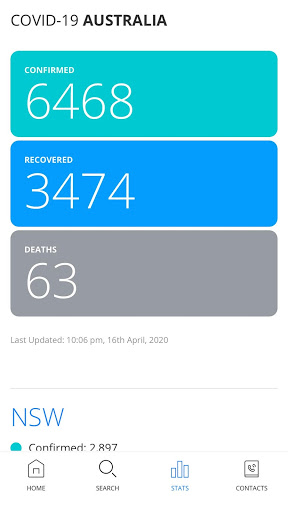 COVID-19 AUSTRALIA
CONFIRMED
6468
RECOVERED
3474
DEATHS
63
Last Updated: 10:06 pm, 16th April, 2020
NSW
Confirmed: 2,897
HOME SEARCH STATS CONTACTS